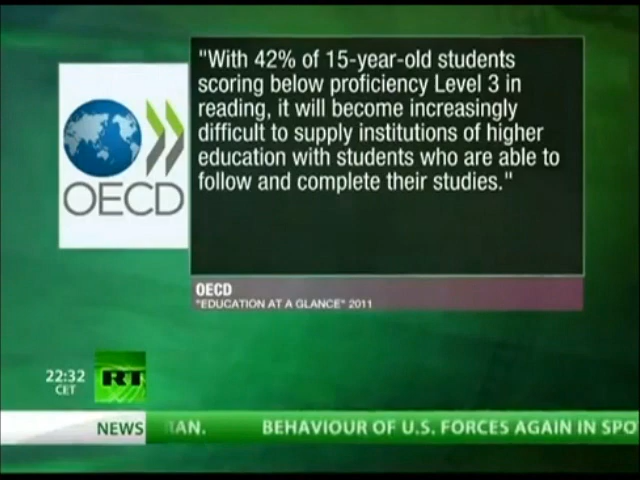 "With 42% of 15-year-old students
scoring below proficiency Level 3 in
reading, it will become increasingly
difficult to supply institutions of higher
education with students who are able to
follow and complete their studies."
OECD
OECD
"EDUCATION AT A GLANCE" 2011
22:32
CET
RT
NEWS RAN. BEHAVIOUR OF U.S. FORCES AGAIN IN SPO